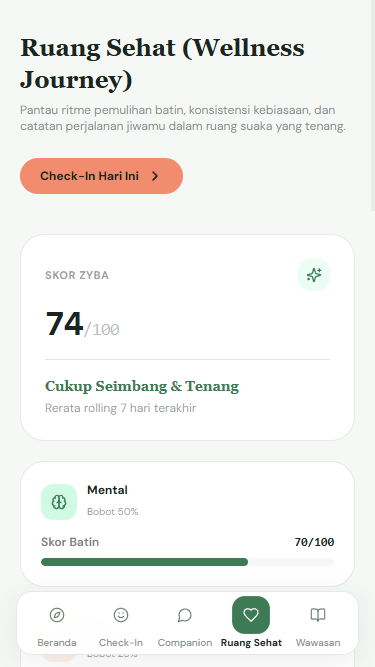 Ruang Sehat (Wellness
Journey)
Pantau ritme pemulihan batin, konsistensi kebiasaan, dan
catatan perjalanan jiwamu dalam ruang suaka yang tenang.
Check-In Hari Ini
SKOR ZYBA
74/100
Cukup Seimbang & Tenang
Rerata rolling 7 hari terakhir
Mental
Bobot 50%
Skor Batin
70/100
Beranda
Check-In
Companion
Ruang Sehat
Wawasan